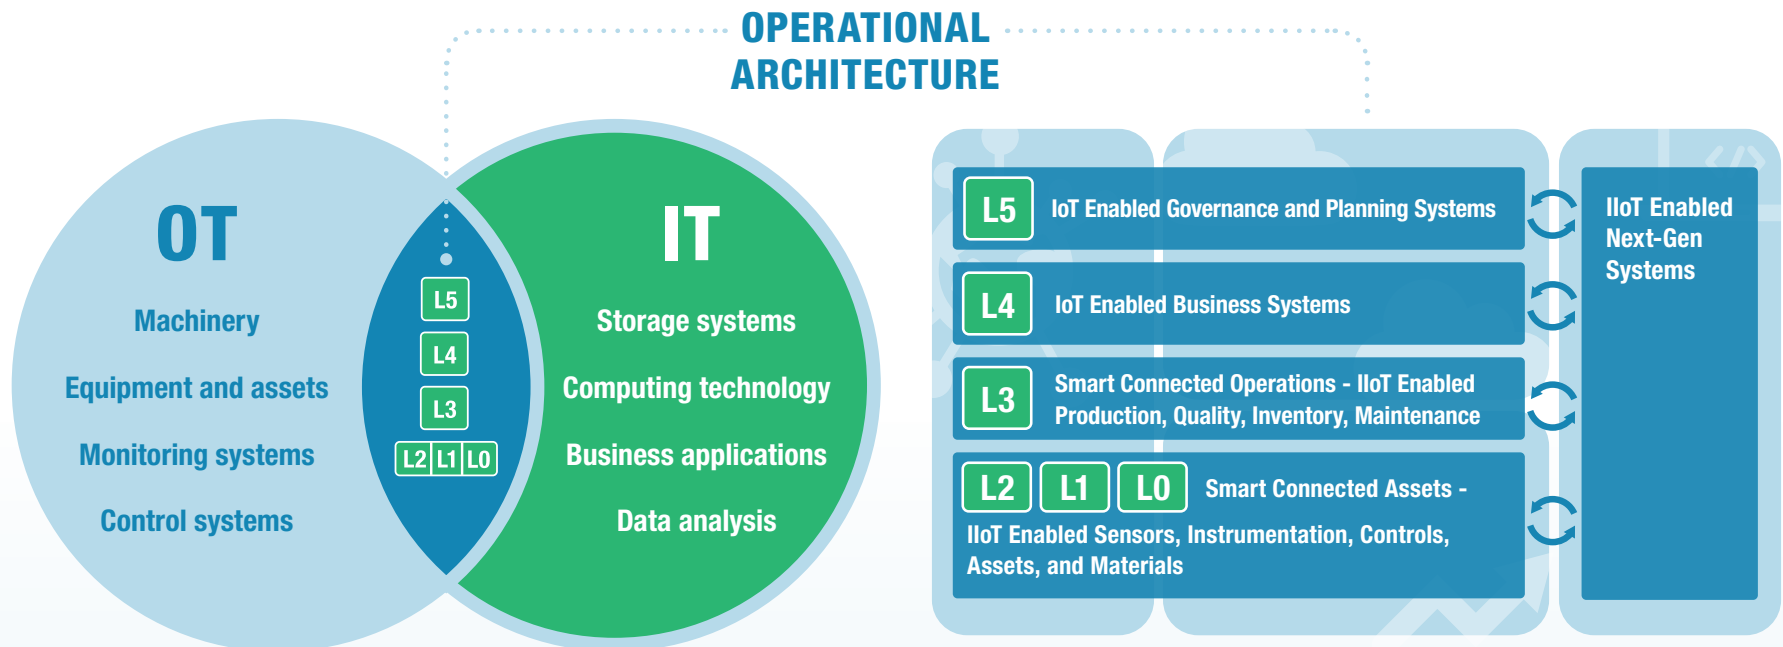 OPERATIONAL
ARCHITECTURE
OT
Machinery
Equipment and assets
Monitoring systems
Control systems
L5
L4
L3
L2 L1 L0
IT
Storage systems
Computing technology
Business applications
Data analysis
L5 IoT Enabled Governance and Planning Systems
L4 IoT Enabled Business Systems
L3 Smart Connected Operations - IIoT Enabled
Production, Quality, Inventory, Maintenance
L2 L1 L0 Smart Connected Assets -
IIoT Enabled Sensors, Instrumentation, Controls,
Assets, and Materials
IIoT Enabled
Next-Gen
Systems